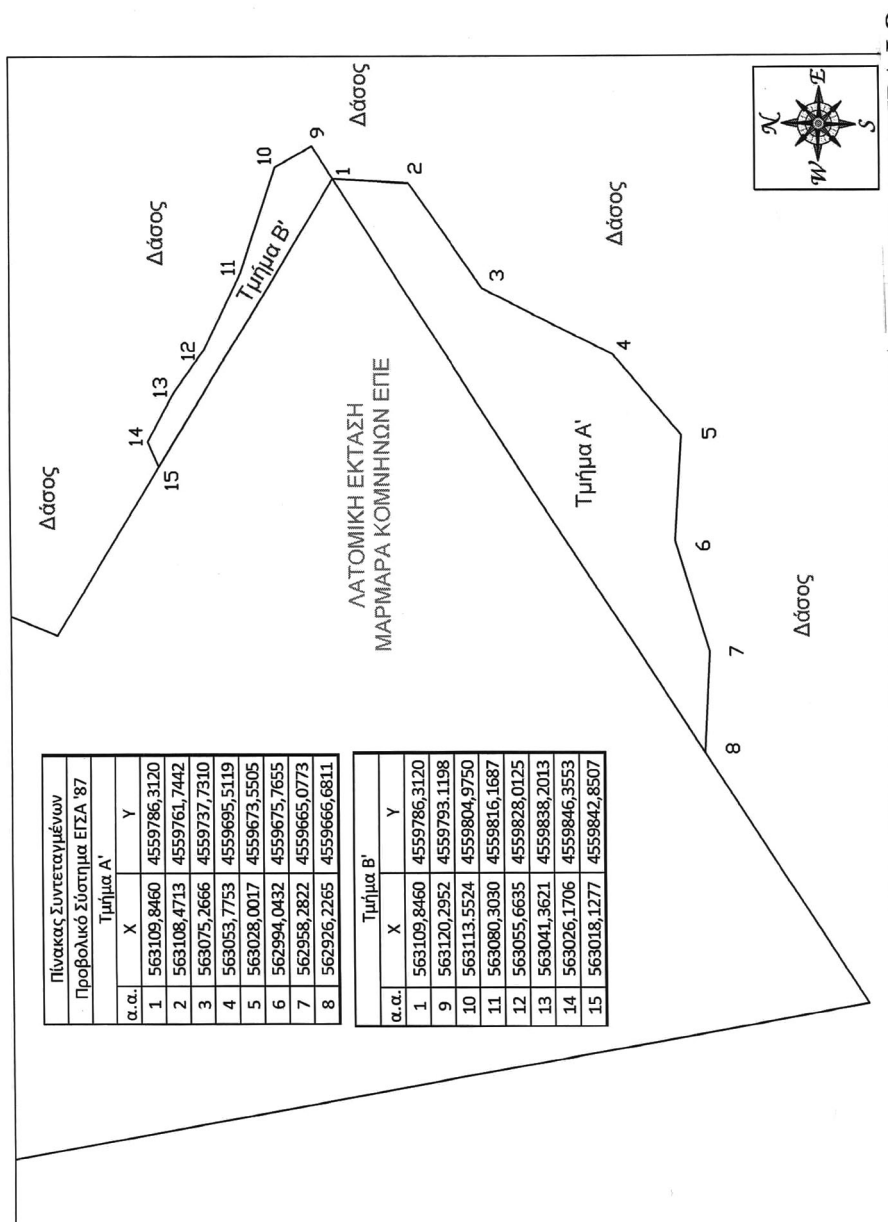 Πίνακας Συντεταγμένων
Προβολικό Σύστημα ΕΓΣΑ '87
Τμήμα Α'
α.α. X Y
1 563109,8460 4559786,3120
2 563108,4713 4559761,7442
3 563075,2666 4559737,7310
4 563053,7753 4559695,5119
5 563028,0017 4559673,5505
6 562994,0432 4559675,7655
7 562958,2822 4559665,0773
8 562926,2265 4559666,6811
Τμήμα Β'
α.α. X Y
1 563109,8460 4559786,3120
9 563120,2952 4559793.1198
10 563113.5524 4559804,9750
11 563080,3030 4559816,1687
12 563055,6635 4559828,0125
13 563041,3621 4559838,2013
14 563026,1706 4559846,3553
15 563018,1277 4559842,8507
Δάσος
14
13
12
11
10
9
15
1
2
3
4
5
6
7
8
Δάσος
Τμήμα Β'
Δάσος
ΛΑΤΟΜΙΚΗ ΕΚΤΑΣΗ
ΜΑΡΜΑΡΑ ΚΟΜΝΗΝΩΝ ΕΠΕ
Τμήμα Α'
Δάσος
Δάσος
N
W
E
S